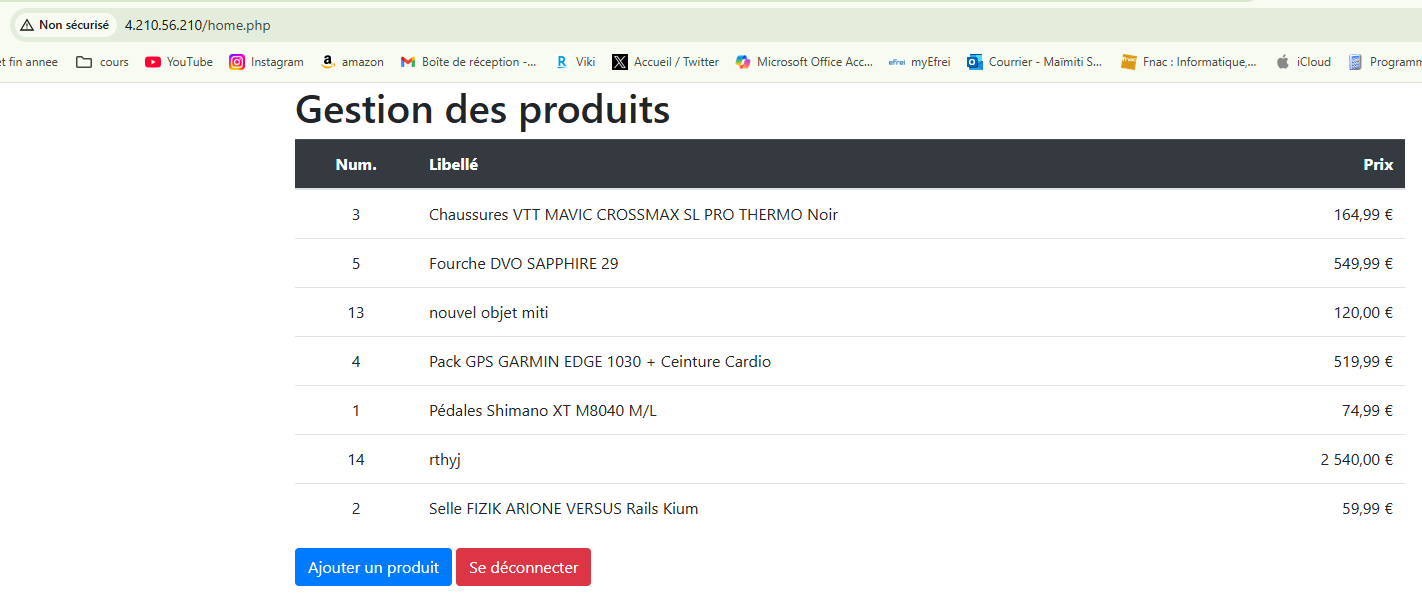 Non sécurisé 4.210.56.210/home.php
et fin annee cours YouTube Instagram amazon Boîte de réception -... Viki Accueil / Twitter Microsoft Office Acc... efrei myEfrei Courrier - Maïmiti S... fnac Fnac : Informatique,... iCloud Programm
Gestion des produits
Num. Libellé Prix
3 Chaussures VTT MAVIC CROSSMAX SL PRO THERMO Noir 164,99 €
5 Fourche DVO SAPPHIRE 29 549,99 €
13 nouvel objet miti 120,00 €
4 Pack GPS GARMIN EDGE 1030 + Ceinture Cardio 519,99 €
1 Pédales Shimano XT M8040 M/L 74,99 €
14 rthyj 2 540,00 €
2 Selle FIZIK ARIONE VERSUS Rails Kium 59,99 €
Ajouter un produit Se déconnecter